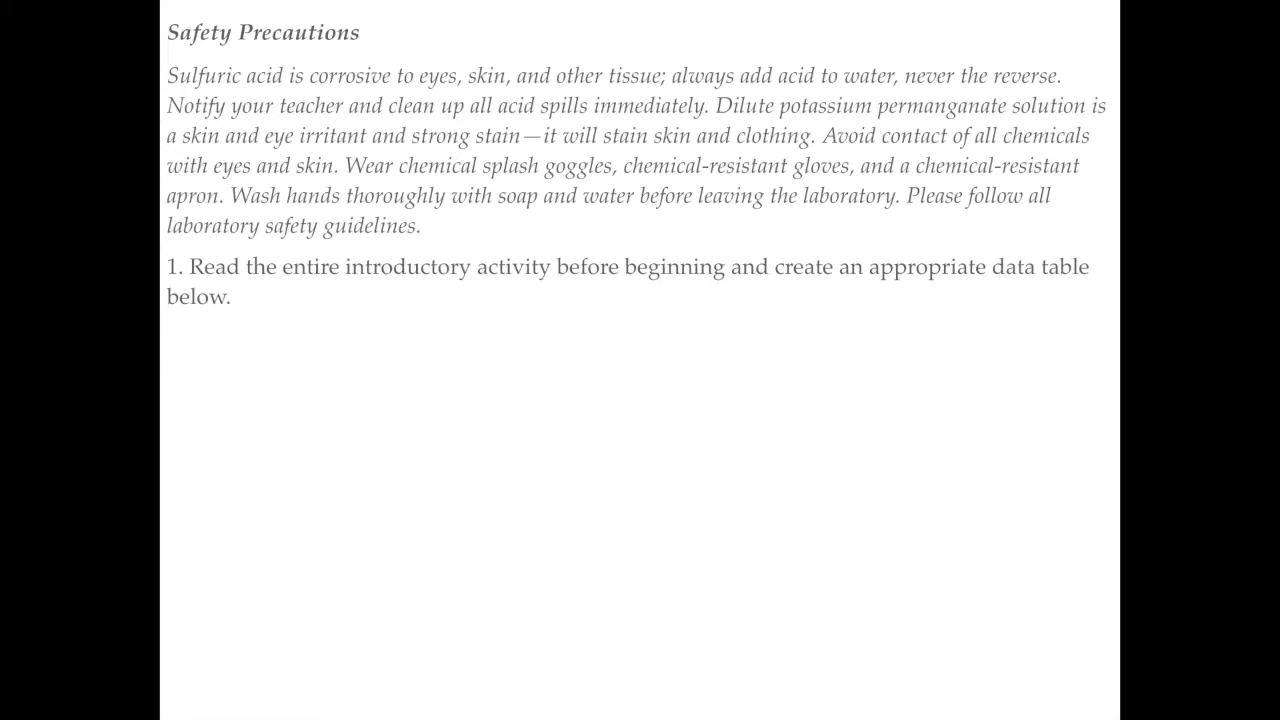 Safety Precautions
Sulfuric acid is corrosive to eyes, skin, and other tissue; always add acid to water, never the reverse.
Notify your teacher and clean up all acid spills immediately. Dilute potassium permanganate solution is
a skin and eye irritant and strong stain—it will stain skin and clothing. Avoid contact of all chemicals
with eyes and skin. Wear chemical splash goggles, chemical-resistant gloves, and a chemical-resistant
apron. Wash hands thoroughly with soap and water before leaving the laboratory. Please follow all
laboratory safety guidelines.
1. Read the entire introductory activity before beginning and create an appropriate data table
below.